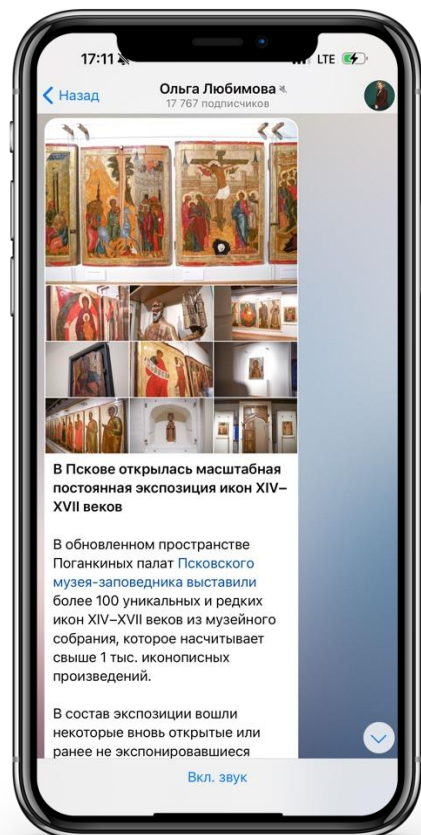 17:11
LTE
Назад
Ольга Любимова
17 767 подписчиков
В Пскове открылась масштабная
постоянная экспозиция икон XIV–
XVII веков
В обновленном пространстве
Поганкиных палат Псковского
музея-заповедника выставили
более 100 уникальных и редких
икон XIV–XVII веков из музейного
собрания, которое насчитывает
свыше 1 тыс. иконописных
произведений.
В состав экспозиции вошли
некоторые вновь открытые или
ранее не экспонировавшиеся
Вкл. звук